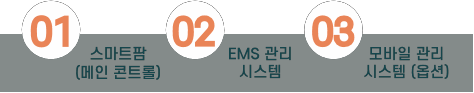 01
스마트팜
(메인 콘트롤)
02
EMS 관리
시스템
03
모바일 관리
시스템 (옵션)